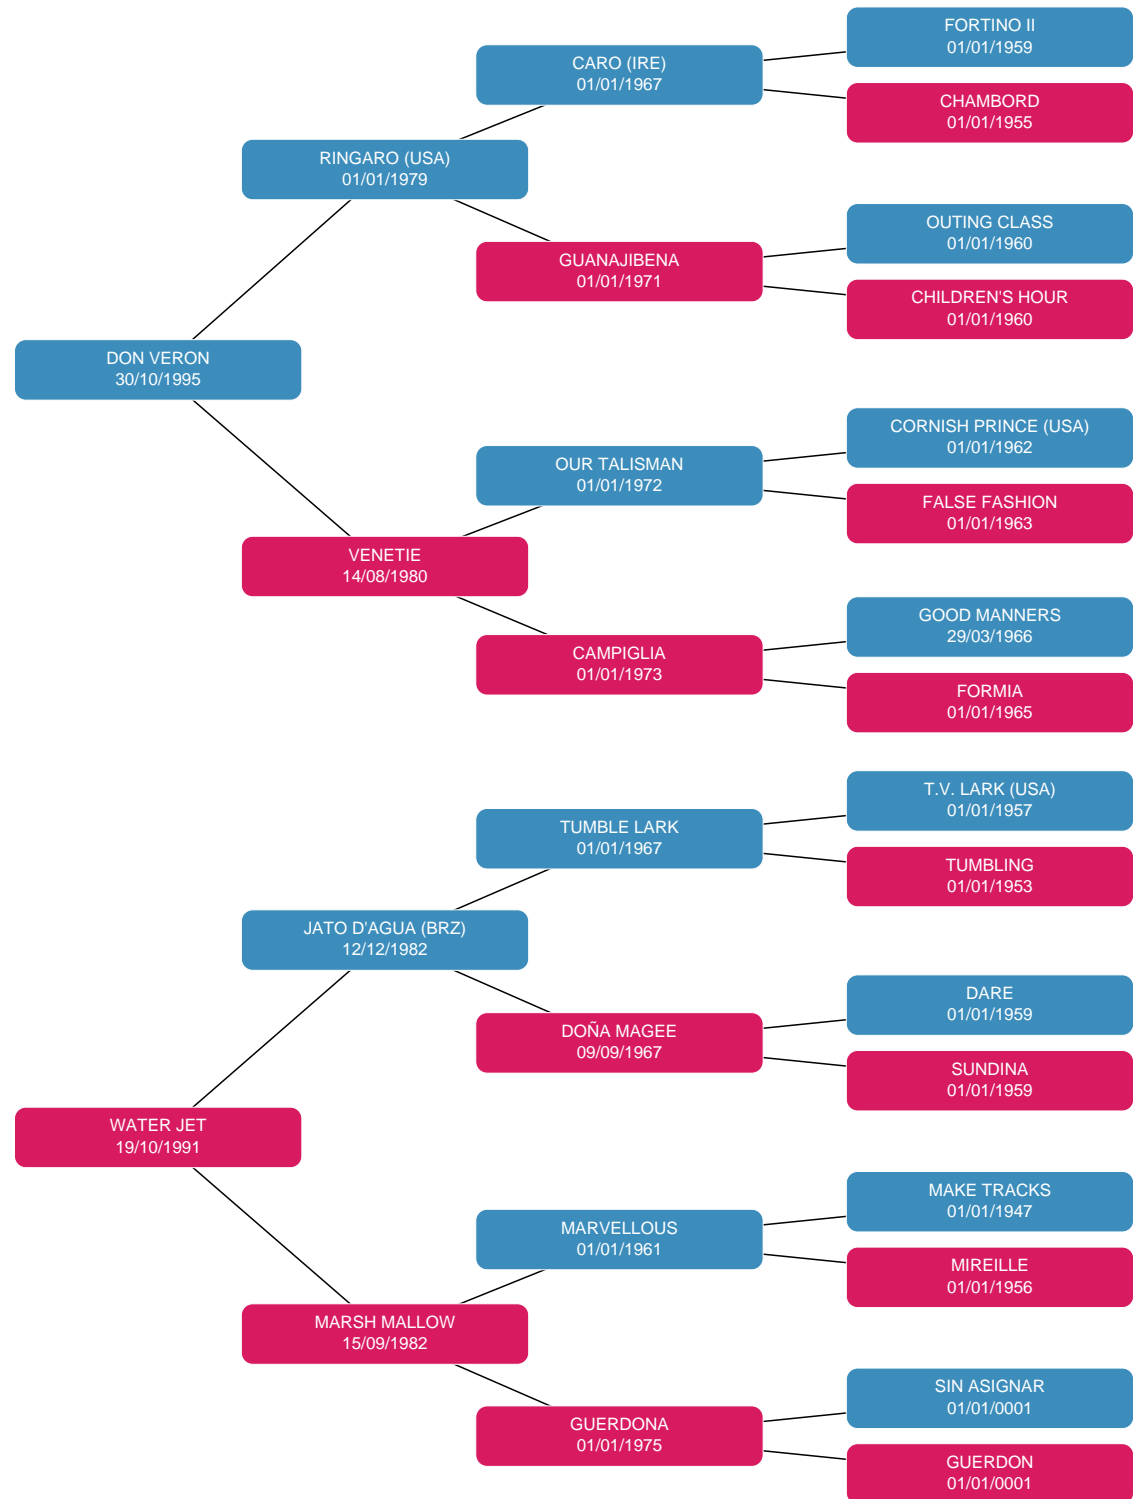 FORTINO II
01/01/1959
CARO (IRE)
01/01/1967
CHAMBORD
01/01/1955
RINGARO (USA)
01/01/1979
OUTING CLASS
01/01/1960
GUANAJIBENA
01/01/1971
CHILDREN'S HOUR
01/01/1960
DON VERON
30/10/1995
CORNISH PRINCE (USA)
01/01/1962
OUR TALISMAN
01/01/1972
FALSE FASHION
01/01/1963
VENETIE
14/08/1980
GOOD MANNERS
29/03/1966
CAMPIGLIA
01/01/1973
FORMIA
01/01/1965
T.V. LARK (USA)
01/01/1957
TUMBLE LARK
01/01/1967
TUMBLING
01/01/1953
JATO D'AGUA (BRZ)
12/12/1982
DARE
01/01/1959
DOÑA MAGEE
09/09/1967
SUNDINA
01/01/1959
WATER JET
19/10/1991
MAKE TRACKS
01/01/1947
MARVELLOUS
01/01/1961
MIREILLE
01/01/1956
MARSH MALLOW
15/09/1982
SIN ASIGNAR
01/01/0001
GUERDONA
01/01/1975
GUERDON
01/01/0001